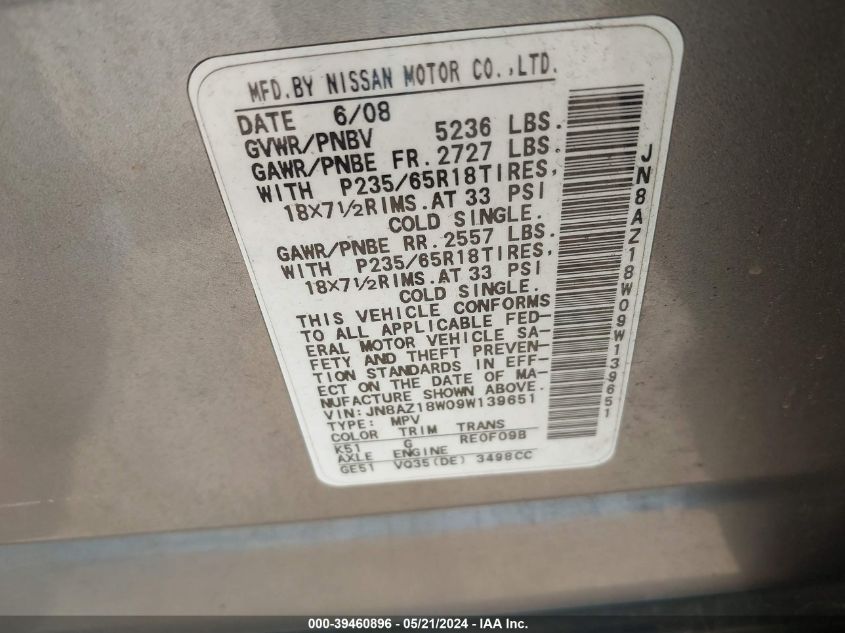 MFD.BY NISSAN MOTOR CO.,LTD.
DATE 6/08
GVWR/PNBV 5236 LBS.
GAWR/PNBE FR. 2727 LBS.
WITH P235/65R18TIRES,
18X7½RIMS.AT 33 PSI
COLD SINGLE.
GAWR/PNBE RR. 2557 LBS.
WITH P235/65R18TIRES,
18X7½RIMS.AT 33 PSI
COLD SINGLE.
THIS VEHICLE CONFORMS
TO ALL APPLICABLE FED-
ERAL MOTOR VEHICLE SA-
FETY AND THEFT PREVEN-
TION STANDARDS IN EFF-
ECT ON THE DATE OF MA-
NUFACTURE SHOWN ABOVE.
VIN:JN8AZ18W09W139651
TYPE: MPV
COLOR TRIM TRANS
K51 G RE0F09B
AXLE ENGINE
GE51 VQ35(DE) 3498CC
JN8AZ18W09W139651
000-39460896 - 05/21/2024 - IAA Inc.